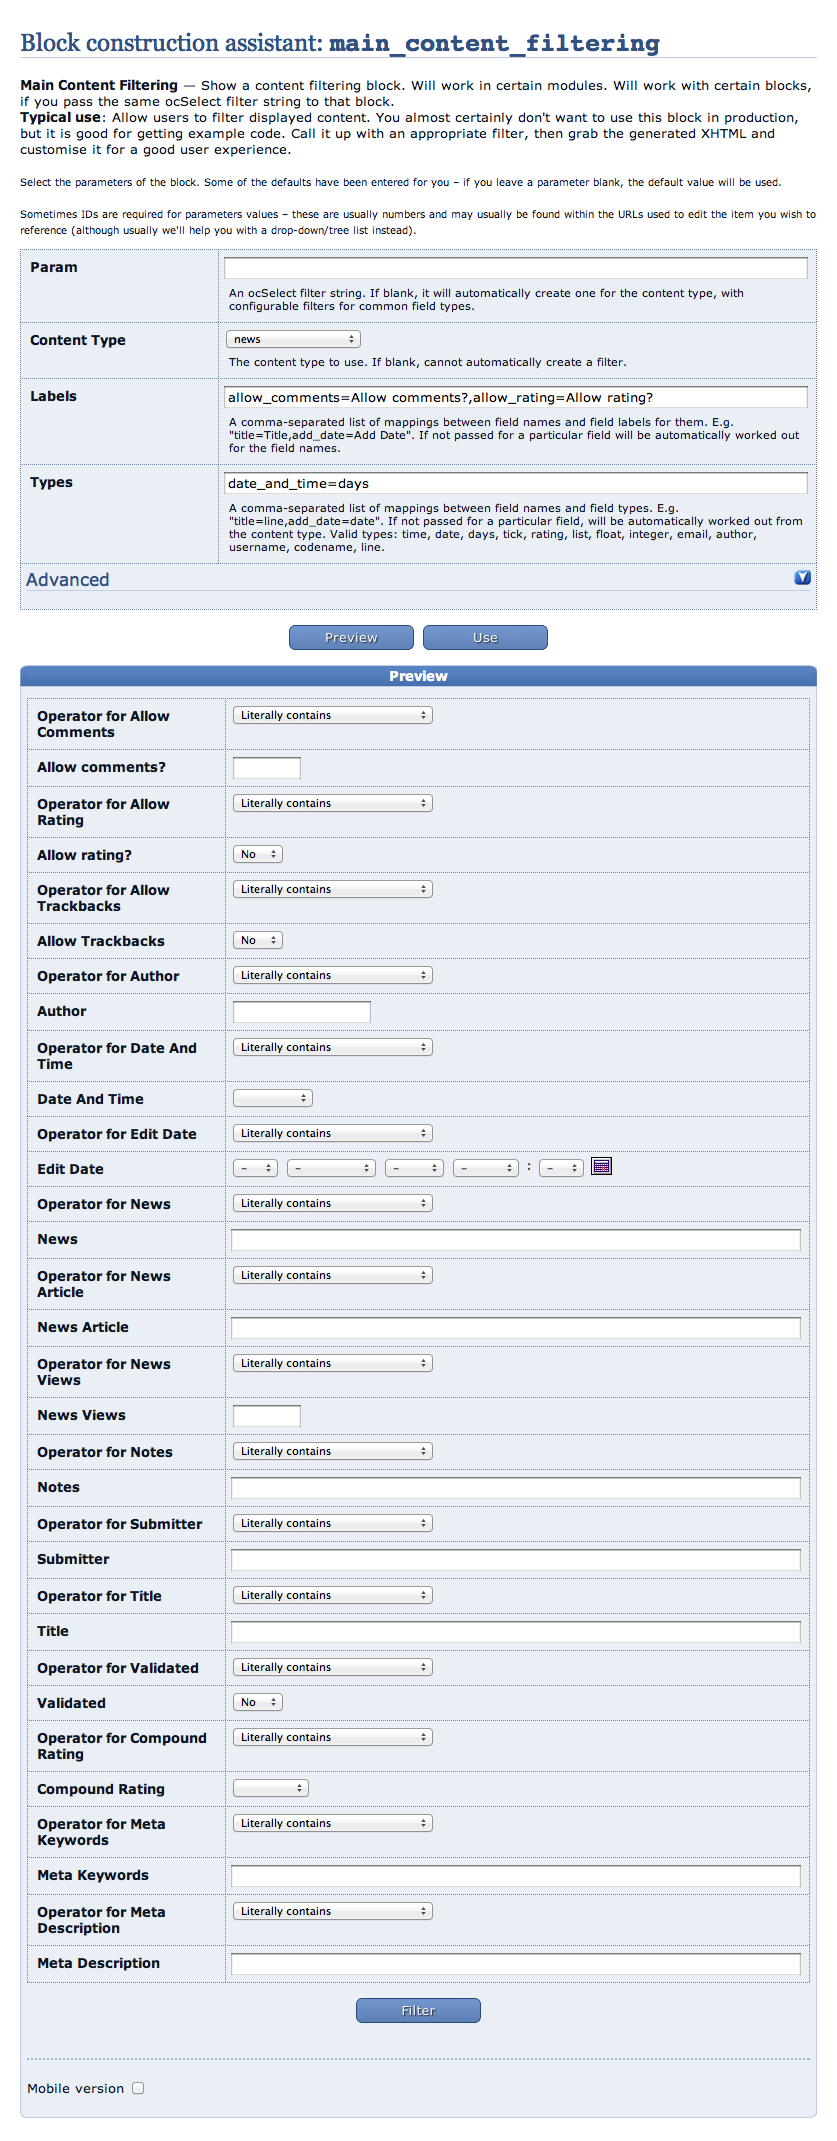 Block construction assistant: main_content_filtering
Main Content Filtering — Show a content filtering block. Will work in certain modules. Will work with certain blocks,
if you pass the same ocSelect filter string to that block.
Typical use: Allow users to filter displayed content. You almost certainly don't want to use this block in production,
but it is good for getting example code. Call it up with an appropriate filter, then grab the generated XHTML and
customise it for a good user experience.
Select the parameters of the block. Some of the defaults have been entered for you – if you leave a parameter blank, the default value will be used.
Sometimes IDs are required for parameters values – these are usually numbers and may usually be found within the URLs used to edit the item you wish to
reference (although usually we'll help you with a drop-down/tree list instead).
Param
An ocSelect filter string. If blank, it will automatically create one for the content type, with
configurable filters for common field types.
Content Type
news
The content type to use. If blank, cannot automatically create a filter.
Labels
allow_comments=Allow comments?,allow_rating=Allow rating?
A comma-separated list of mappings between field names and field labels for them. E.g.
"title=Title,add_date=Add Date". If not passed for a particular field will be automatically worked out
for the field names.
Types
date_and_time=days
A comma-separated list of mappings between field names and field types. E.g.
"title=line,add_date=date". If not passed for a particular field, will be automatically worked out from
the content type. Valid types: time, date, days, tick, rating, list, float, integer, email, author,
username, codename, line.
Advanced
Preview Use
Preview
Operator for Allow
Comments
Literally contains
Allow comments?
Operator for Allow
Rating
Literally contains
Allow rating?
No
Operator for Allow
Trackbacks
Literally contains
Allow Trackbacks
No
Operator for Author
Literally contains
Author
Operator for Date And
Time
Literally contains
Date And Time
Operator for Edit Date
Literally contains
Edit Date
– – – – : –
Operator for News
Literally contains
News
Operator for News
Article
Literally contains
News Article
Operator for News
Views
Literally contains
News Views
Operator for Notes
Literally contains
Notes
Operator for Submitter
Literally contains
Submitter
Operator for Title
Literally contains
Title
Operator for Validated
Literally contains
Validated
No
Operator for Compound
Rating
Literally contains
Compound Rating
Operator for Meta
Keywords
Literally contains
Meta Keywords
Operator for Meta
Description
Literally contains
Meta Description
Filter
Mobile version